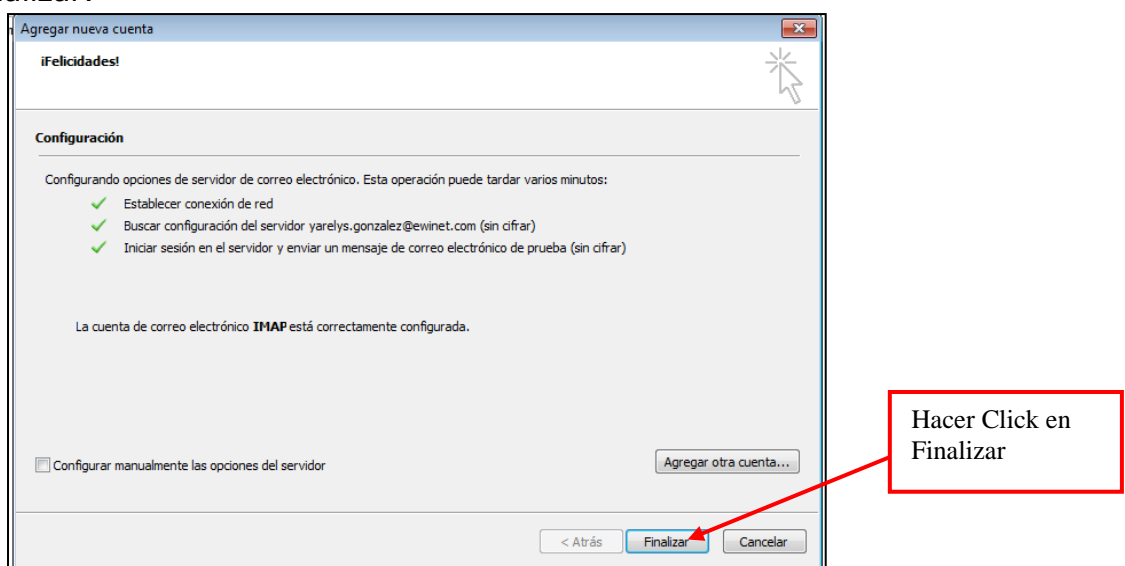 Agregar nueva cuenta
¡Felicidades!
Configuración
Configurando opciones de servidor de correo electrónico. Esta operación puede tardar varios minutos:
Establecer conexión de red
Buscar configuración del servidor yarelys.gonzalez@ewinet.com (sin cifrar)
Iniciar sesión en el servidor y enviar un mensaje de correo electrónico de prueba (sin cifrar)
La cuenta de correo electrónico IMAP está correctamente configurada.
Hacer Click en
Finalizar
Configurar manualmente las opciones del servidor
Agregar otra cuenta...
< Atrás
Finalizar
Cancelar